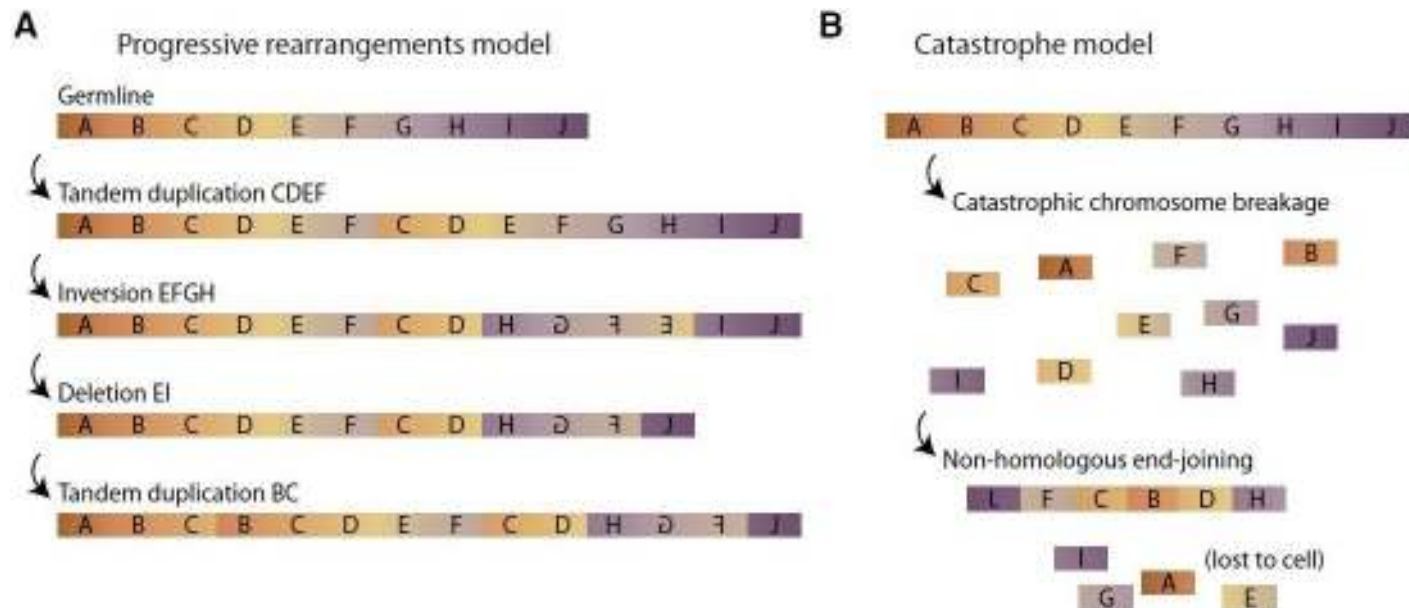 A
Progressive rearrangements model
Germline
A B C D E F G H I J
Tandem duplication CDEF
A B C D E F C D E F G H I J
Inversion EFGH
A B C D E F C D H G F E I J
Deletion EI
A B C D E F C D H G F J
Tandem duplication BC
A B C B C D E F C D H G F J
B
Catastrophe model
A B C D E F G H I J
Catastrophic chromosome breakage
C A F B
E G J
I D H
Non-homologous end-joining
L F C B D H
I (lost to cell)
G A E